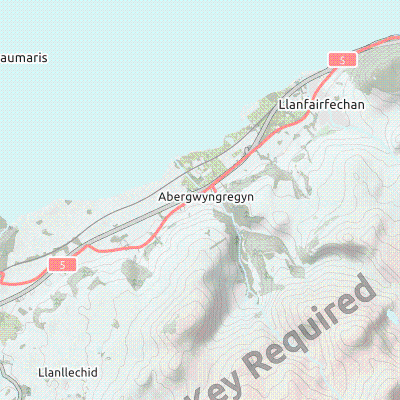 5
aumaris
Llanfairfechan
Abergwyngregyn
5
Key Required
Llanllechid